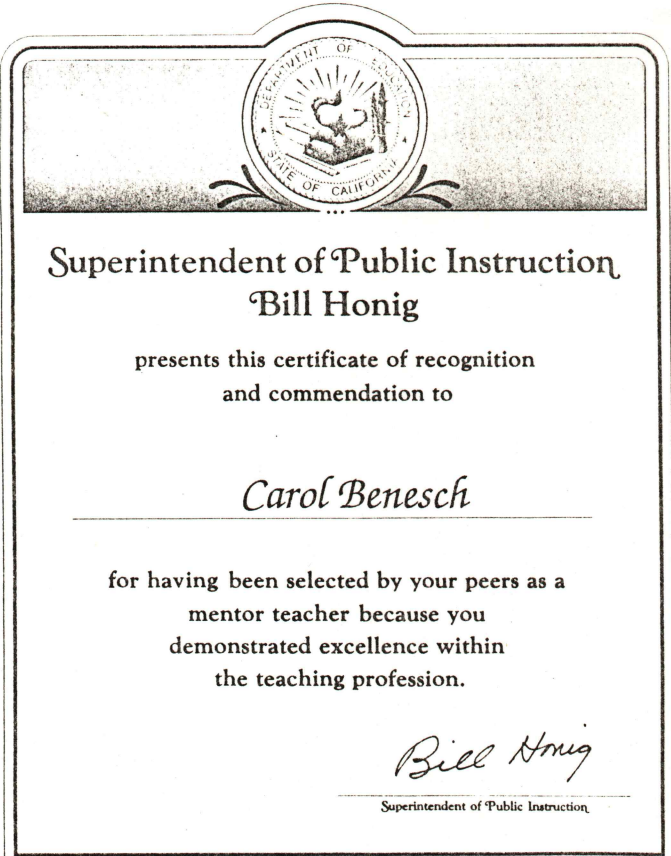 DEPARTMENT OF EDUCATION
STATE OF CALIFORNIA
Superintendent of Public Instruction
Bill Honig
presents this certificate of recognition
and commendation to
Carol Benesch
for having been selected by your peers as a
mentor teacher because you
demonstrated excellence within
the teaching profession.
Bill Honig
Superintendent of Public Instruction